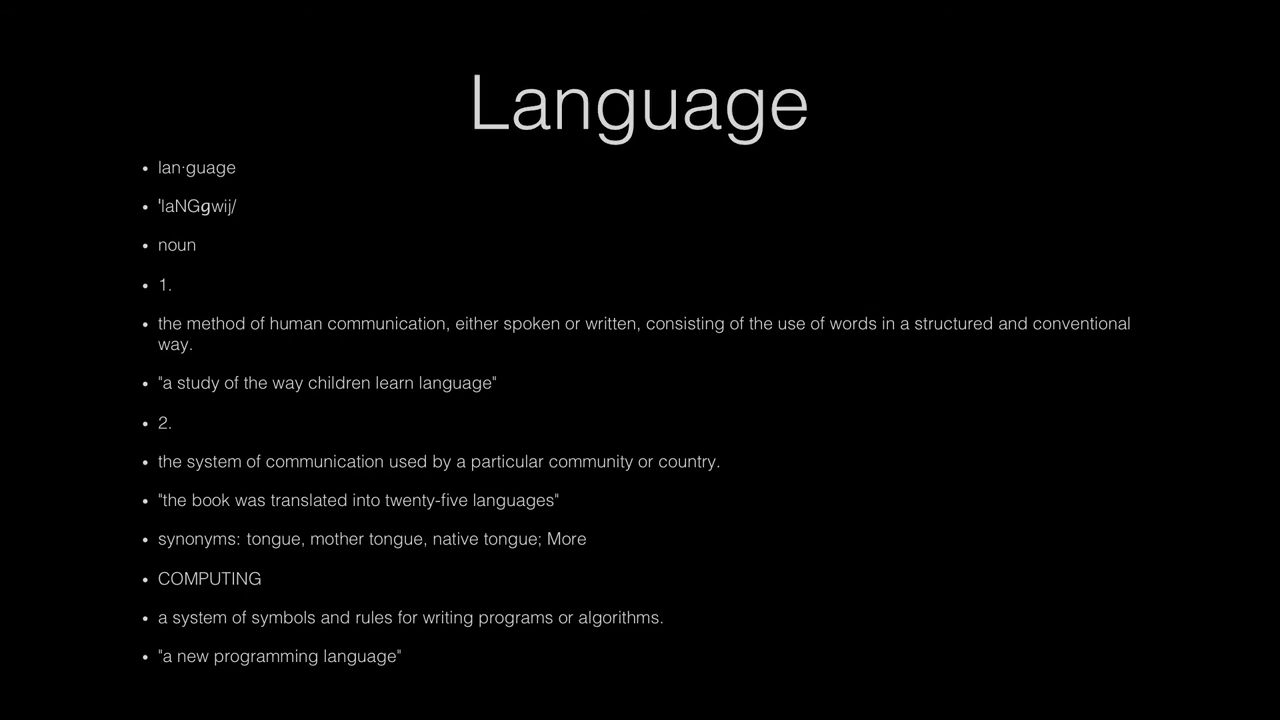 Language
• lan·guage
• ˈlaNGɡwij/
• noun
• 1.
• the method of human communication, either spoken or written, consisting of the use of words in a structured and conventional
way.
• "a study of the way children learn language"
• 2.
• the system of communication used by a particular community or country.
• "the book was translated into twenty-five languages"
• synonyms: tongue, mother tongue, native tongue; More
• COMPUTING
• a system of symbols and rules for writing programs or algorithms.
• "a new programming language"